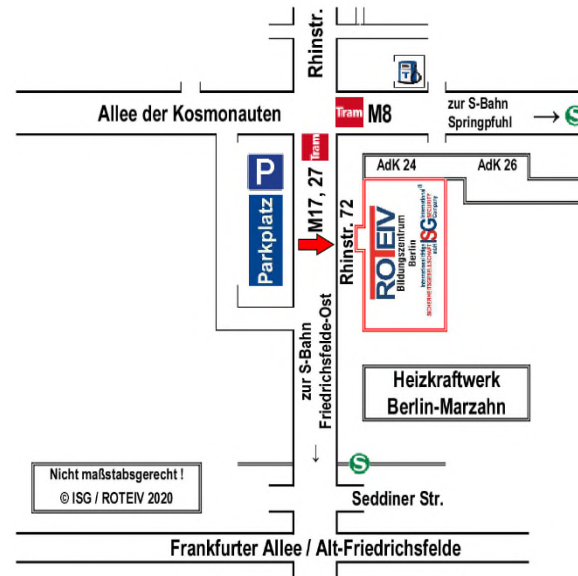 Rhinstr.
Allee der Kosmonauten
Tram M8
zur S-Bahn
Springpfuhl
→ S
Tram
M17, 27
P
Parkplatz
Rhinstr. 72
AdK 24
AdK 26
ROTEIV
Bildungszentrum
Berlin
ISG
SICHERHEITSGESELLSCHAFT
zur S-Bahn
Friedrichsfelde-Ost
←
Heizkraftwerk
Berlin-Marzahn
S
Nicht maßstabsgerecht !
© ISG / ROTEIV 2020
Seddiner Str.
Frankfurter Allee / Alt-Friedrichsfelde